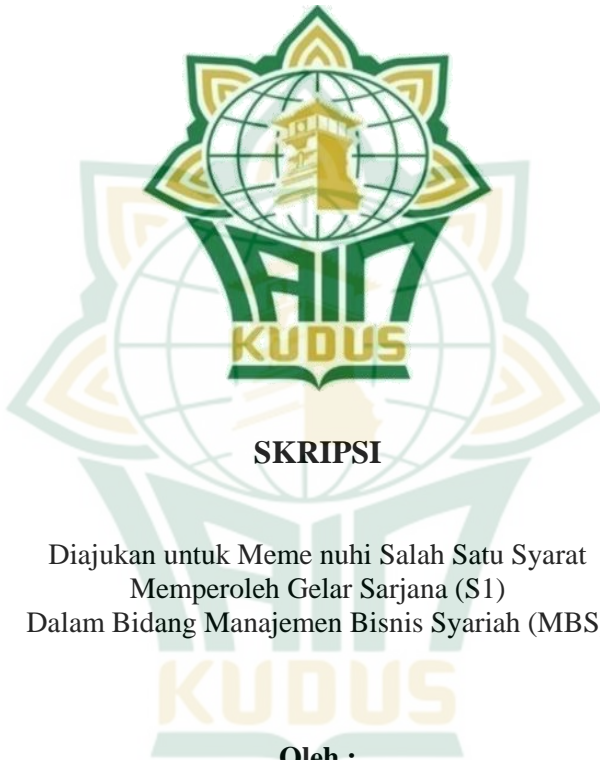 IAIN
KUDUS
SKRIPSI
Diajukan untuk Meme nuhi Salah Satu Syarat
Memperoleh Gelar Sarjana (S1)
Dalam Bidang Manajemen Bisnis Syariah (MBS
KUDUS
Oleh :